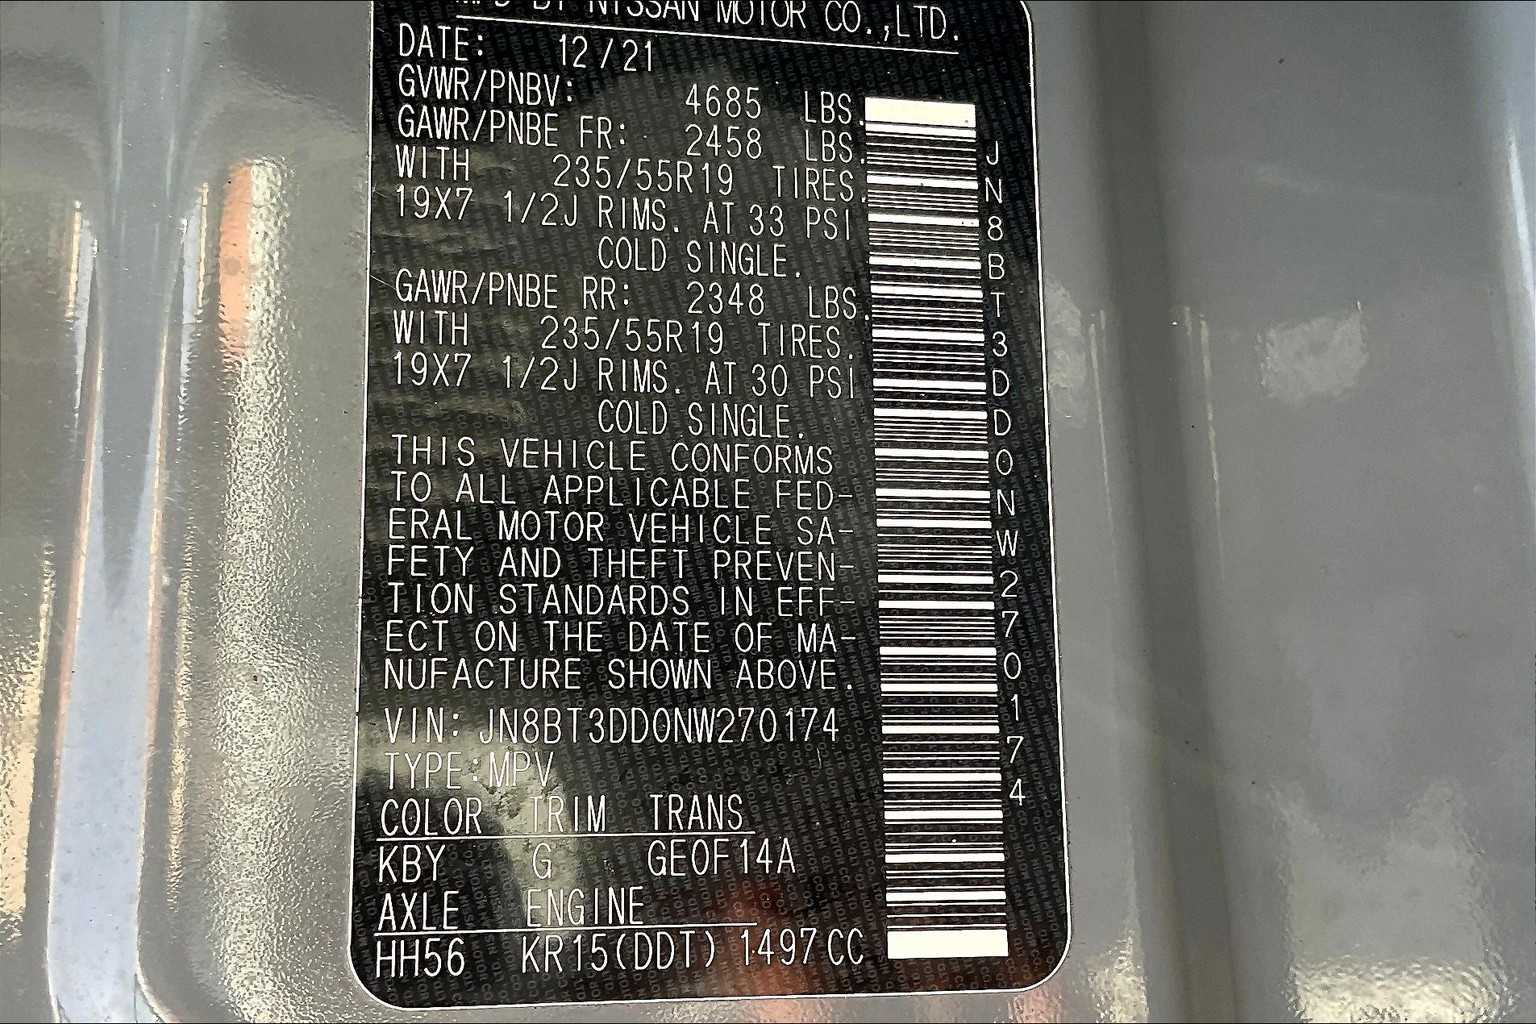 MFD BY NISSAN MOTOR CO.,LTD.
DATE: 12/21
GVWR/PNBV: 4685 LBS.
GAWR/PNBE FR: 2458 LBS.
WITH 235/55R19 TIRES.
19X7 1/2J RIMS. AT 33 PSI
COLD SINGLE.
GAWR/PNBE RR: 2348 LBS.
WITH 235/55R19 TIRES.
19X7 1/2J RIMS. AT 30 PSI
COLD SINGLE.
THIS VEHICLE CONFORMS
TO ALL APPLICABLE FED-
ERAL MOTOR VEHICLE SA-
FETY AND THEFT PREVEN-
TION STANDARDS IN EFF-
ECT ON THE DATE OF MA-
NUFACTURE SHOWN ABOVE.
VIN: JN8BT3DD0NW270174
TYPE:MPV
COLOR TRIM TRANS
KBY G GE0F14A
AXLE ENGINE
HH56 KR15(DDT) 1497CC
JN8BT3DD0NW270174